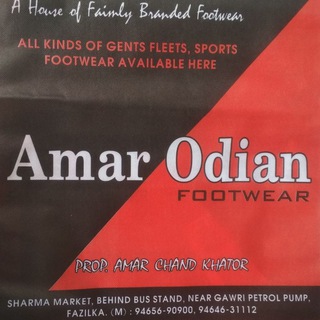 A House of Faimly Branded Footwear
ALL KINDS OF GENTS FLEETS, SPORTS
FOOTWEAR AVAILABLE HERE
Amar Odian
FOOTWEAR
PROP. AMAR CHAND KHATOR
SHARMA MARKET, BEHIND BUS STAND, NEAR GAWRI PETROL PUMP,
FAZILKA. (M) : 94656-90900, 94646-31112